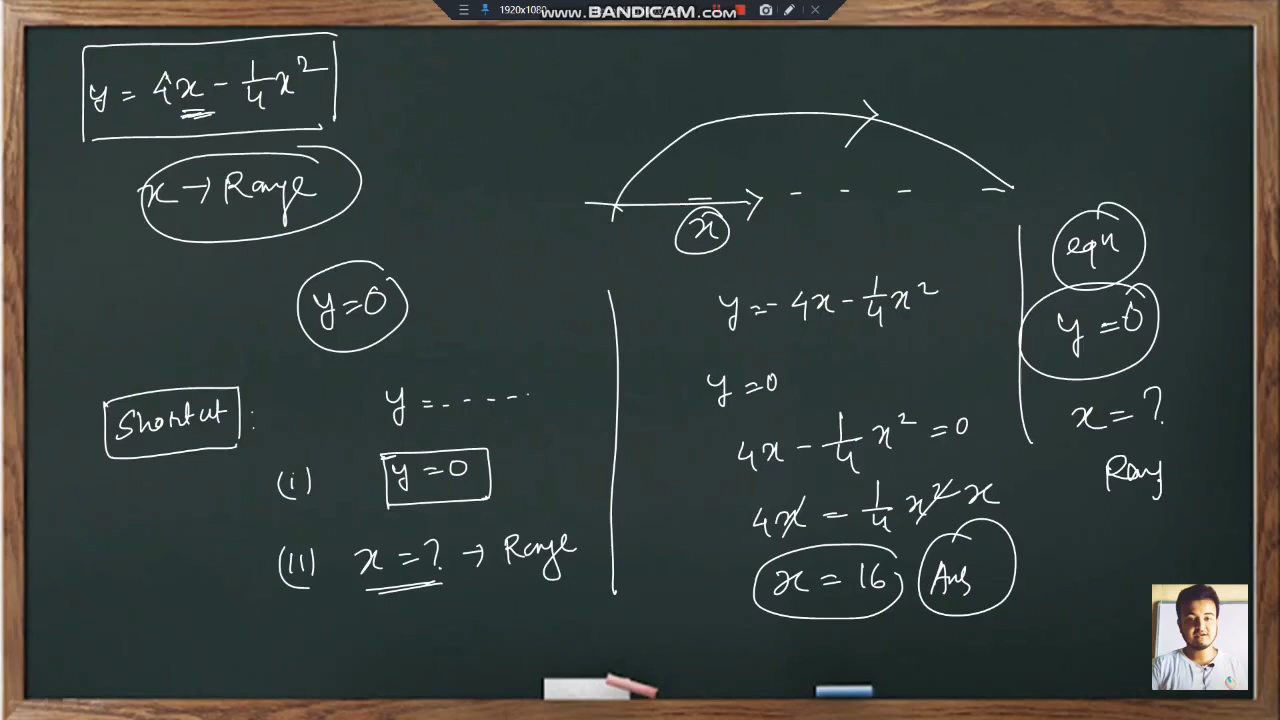 1920x1080
www.BANDICAM.com
y = 4x - 1/4 x²
x → Range
x
y = 0
Shortcut :
y = - - - - -
(i) y = 0
(ii) x = ? → Range
y = - 4x - 1/4 x²
y = 0
4x - 1/4 x² = 0
4x = 1/4 x² x
x = 16 Ans
eqn
y = 0
x = ?
Rang